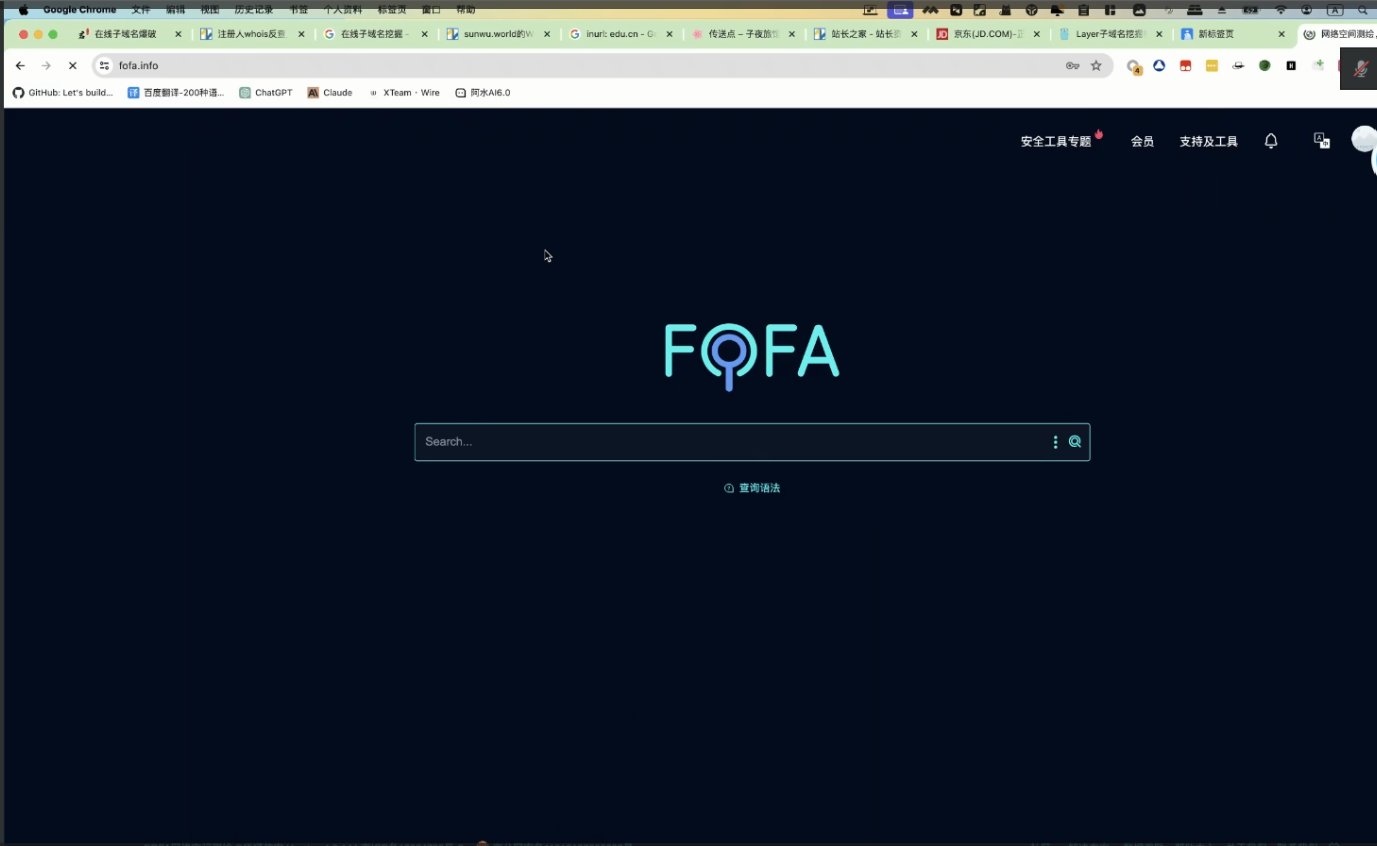 Google Chrome 文件 编辑 视图 历史记录 书签 个人资料 标签页 窗口 帮助
在线子域名爆破 注册人whois反查 在线子域名挖掘 - sunwu.world的W inurl: edu.cn - G 传送点 – 子夜旅馆 站长之家 - 站长 京东(JD.COM)-正 Layer子域名挖掘 新标签页 网络空间测绘,
fofa.info
4
GitHub: Let's build... 译 百度翻译-200种语... ChatGPT Claude XTeam · Wire 阿水AI6.0
安全工具专题 会员 支持及工具
FOFA
Search...
查询语法